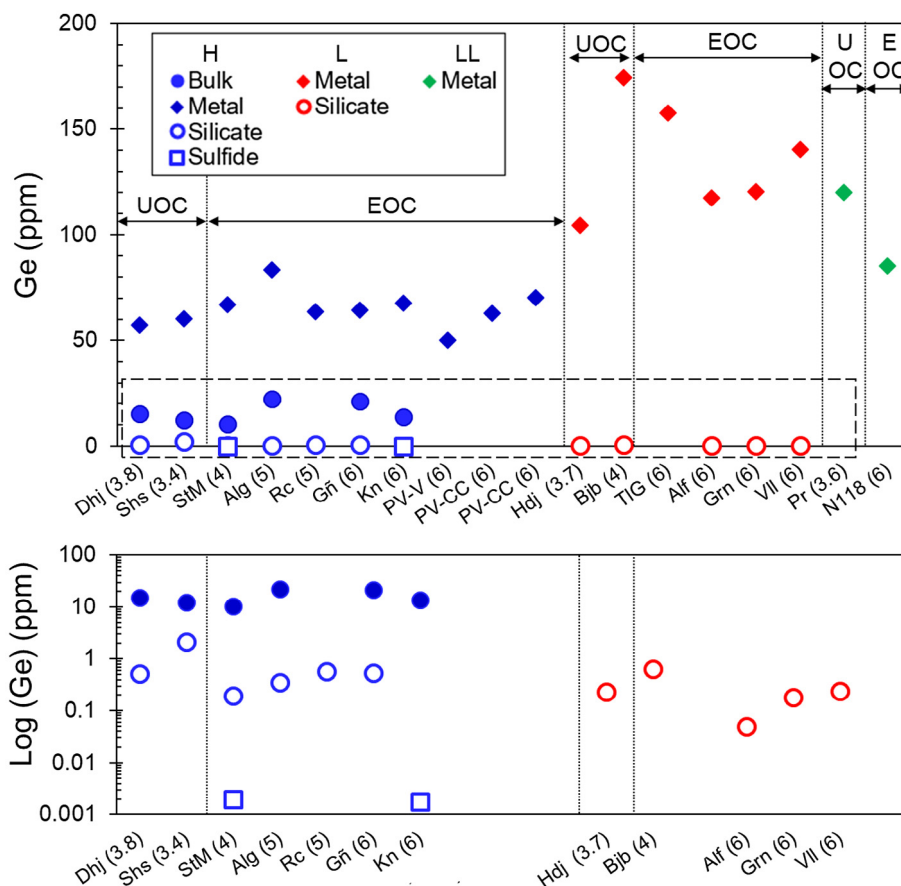 200
150
100
50
0
Ge (ppm)
H L LL
Bulk Metal Metal
Metal Silicate
Silicate
Sulfide
UOC EOC U E
OC OC
UOC EOC
Dhj (3.8) Shs (3.4) StM (4) Alg (5) Rc (5) Gñ (6) Kn (6) PV-V (6) PV-CC (6) PV-CC (6) Hdj (3.7) Bjb (4) TIG (6) Alf (6) Grn (6) Vll (6) Pr (3.6) N118 (6)
100
10
1
0.1
0.01
0.001
Log (Ge) (ppm)
Dhj (3.8) Shs (3.4) StM (4) Alg (5) Rc (5) Gñ (6) Kn (6) Hdj (3.7) Bjb (4) Alf (6) Grn (6) Vll (6)